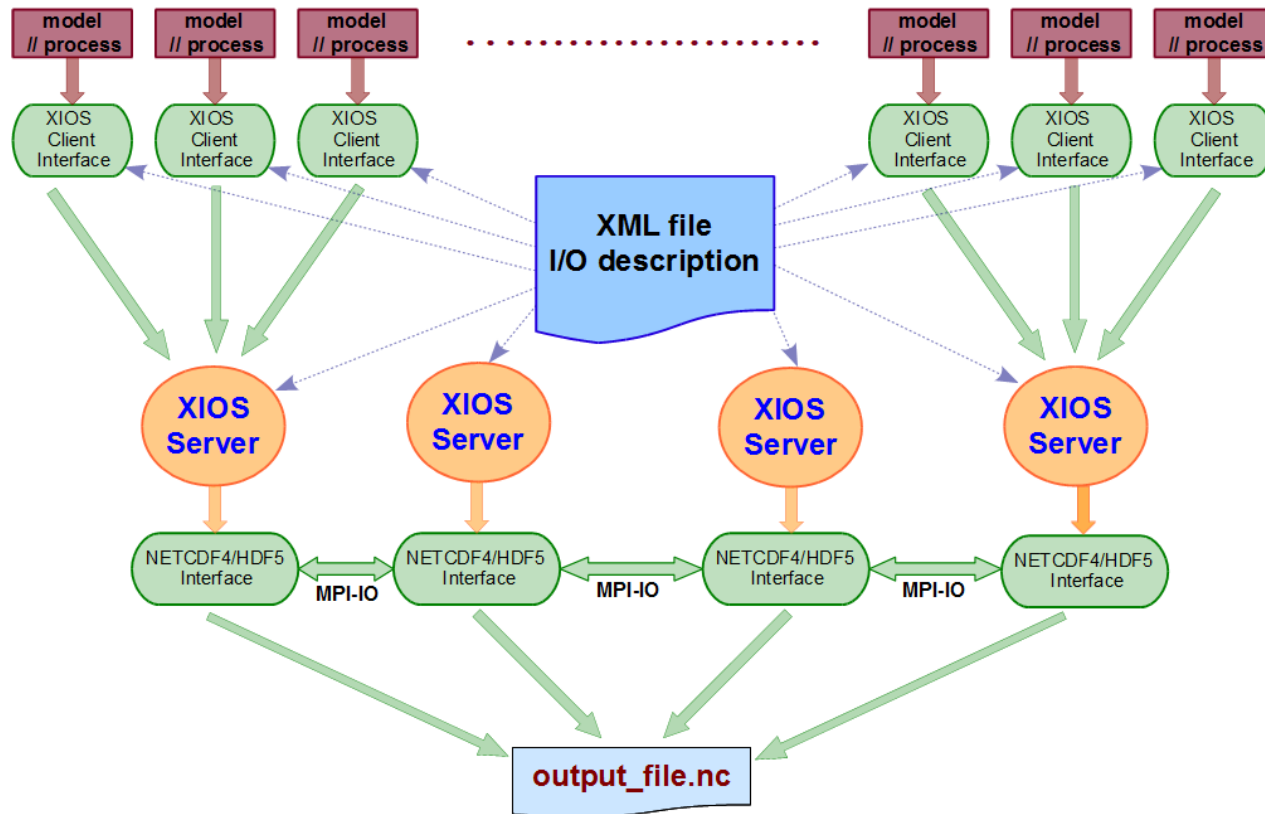 model
// process
model
// process
model
// process
model
// process
model
// process
model
// process
XIOS
Client
Interface
XIOS
Client
Interface
XIOS
Client
Interface
XIOS
Client
Interface
XIOS
Client
Interface
XIOS
Client
Interface
XML file
I/O description
XIOS
Server
XIOS
Server
XIOS
Server
XIOS
Server
NETCDF4/HDF5
Interface
MPI-IO
NETCDF4/HDF5
Interface
MPI-IO
NETCDF4/HDF5
Interface
MPI-IO
NETCDF4/HDF5
Interface
output_file.nc